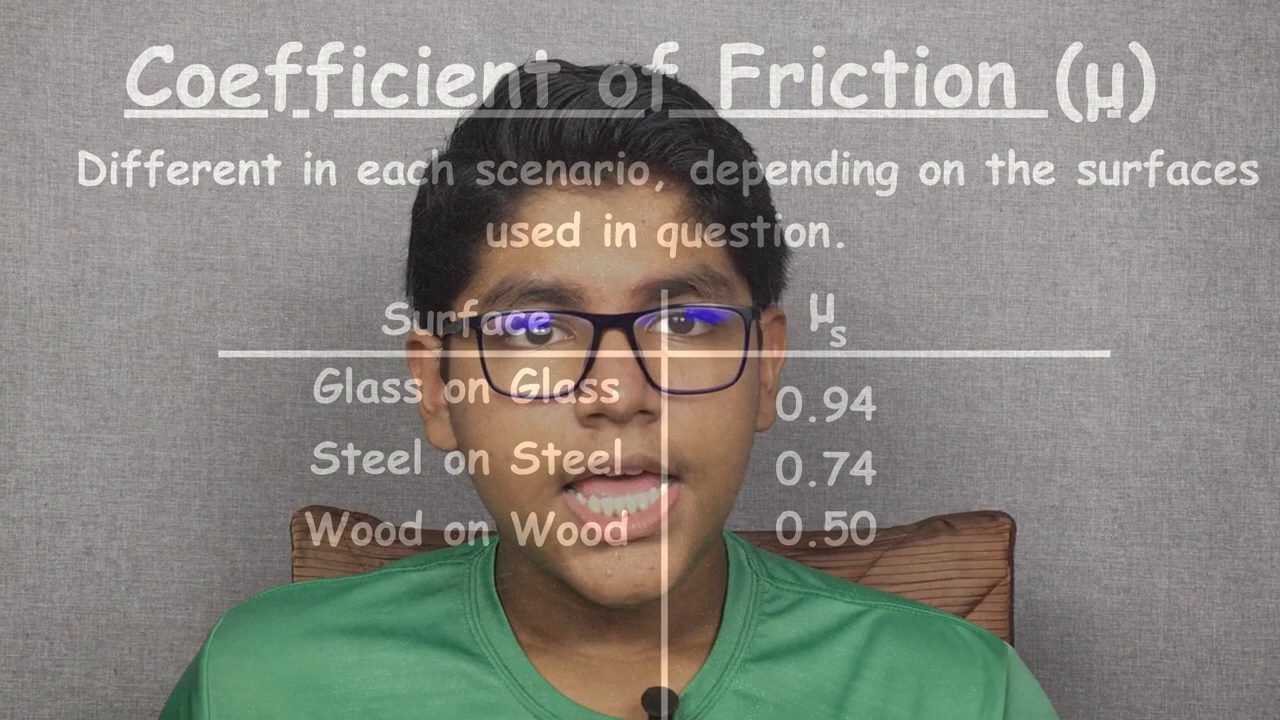 Coefficient of Friction (μ)
Different in each scenario, depending on the surfaces
used in question.
Surface μs
Glass on Glass 0.94
Steel on Steel 0.74
Wood on Wood 0.50